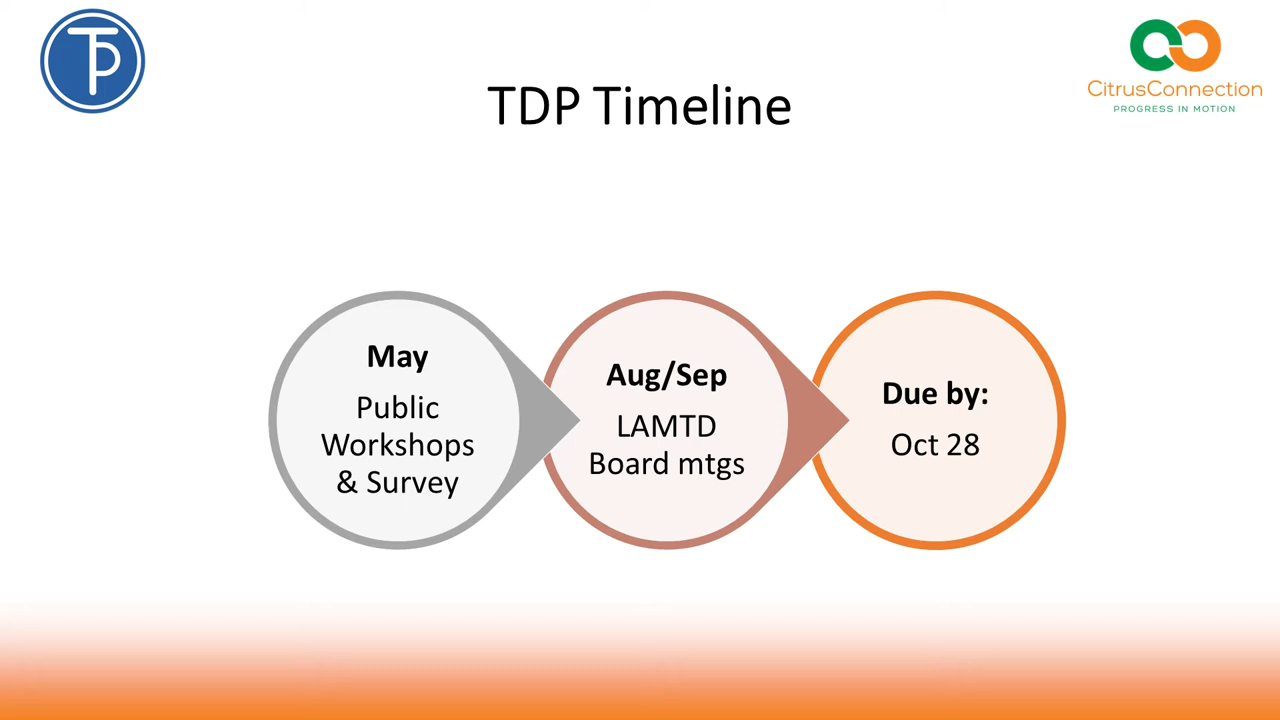 TP
CitrusConnection
PROGRESS IN MOTION
TDP Timeline
May
Public
Workshops
& Survey
Aug/Sep
LAMTD
Board mtgs
Due by:
Oct 28